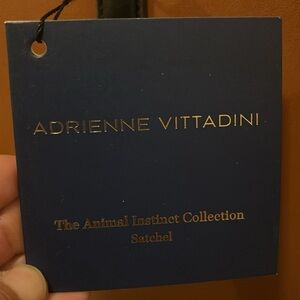 ADRIENNE VITTADINI
The Animal Instinct Collection
Satchel